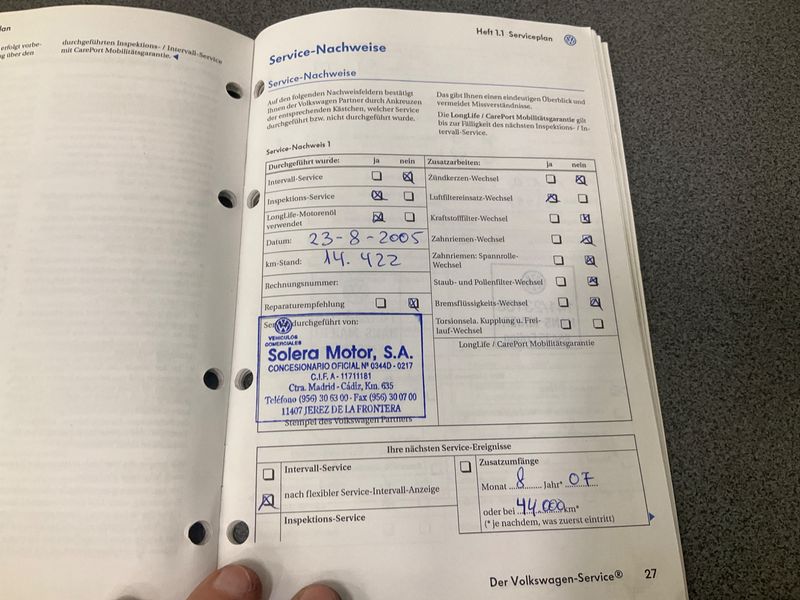 plan
erfolgt vorbe-
g über den
durchgeführten Inspektions- / Intervall-Service
mit CarePort Mobilitätsgarantie.
Heft 1.1 Serviceplan
Service-Nachweise
Service-Nachweise
Auf den folgenden Nachweisfeldern bestätigt
Ihnen der Volkswagen Partner durch Ankreuzen
der entsprechenden Kästchen, welcher Service
durchgeführt bzw. nicht durchgeführt wurde.
Das gibt Ihnen einen eindeutigen Überblick und
vermeidet Missverständnisse.
Die LongLife / CarePort Mobilitätsgarantie gilt
bis zur Fälligkeit des nächsten Inspektions- / In-
tervall-Service.
Service-Nachweis 1
Durchgeführt wurde: ja nein
Intervall-Service
Inspektions-Service
LongLife-Motorenöl
verwendet
Datum: 23-8-2005
km-Stand: 14.422
Rechnungsnummer:
Reparaturempfehlung
Zusatzarbeiten: ja nein
Zündkerzen-Wechsel
Luftfiltereinsatz-Wechsel
Kraftstofffilter-Wechsel
Zahnriemen-Wechsel
Zahnriemen: Spannrolle-
Wechsel
Staub- und Pollenfilter-Wechsel
Bremsflüssigkeits-Wechsel
Torsionsela. Kupplung u. Frei-
lauf-Wechsel
durchgeführt von:
VEHICULOS
COMERCIALES
Solera Motor, S.A.
CONCESIONARIO OFICIAL Nº 0344D - 0217
C.I.F. A - 11711181
Ctra. Madrid - Cádiz, Km. 635
Teléfono (956) 30 63 00 - Fax (956) 30 07 00
11407 JEREZ DE LA FRONTERA
Stempel des Volkswagen Partners
LongLife / CarePort Mobilitätsgarantie
Ihre nächsten Service-Ereignisse
Intervall-Service
nach flexibler Service-Intervall-Anzeige
Inspektions-Service
Zusatzumfänge
Monat 8 Jahr* 07
oder bei 44.000 km*
(* je nachdem, was zuerst eintritt)
Der Volkswagen-Service® 27